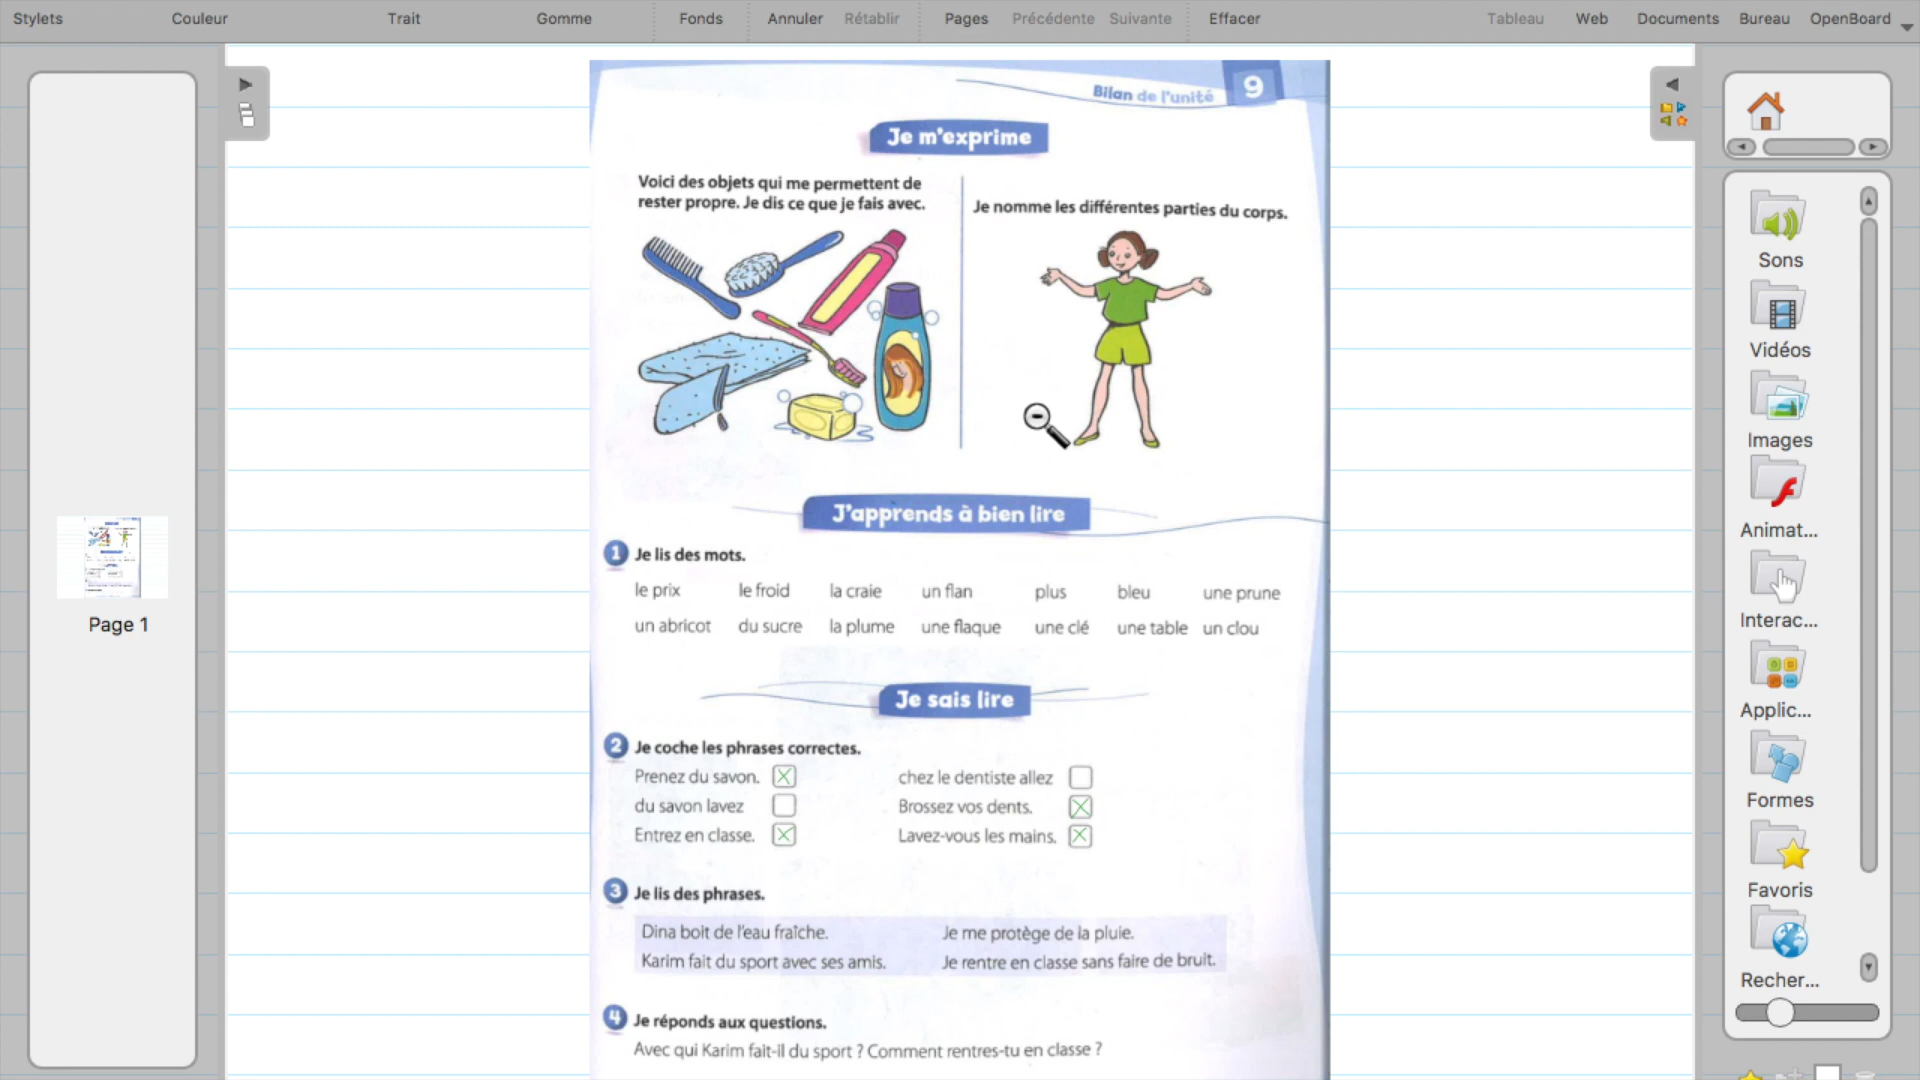 Stylets Couleur Trait Gomme Fonds Annuler Rétablir Pages Précédente Suivante Effacer Tableau Web Documents Bureau OpenBoard
Bilan de l'unité 9
Je m'exprime
Voici des objets qui me permettent de
rester propre. Je dis ce que je fais avec.
Je nomme les différentes parties du corps.
J'apprends à bien lire
1 Je lis des mots.
le prix le froid la craie un flan plus bleu une prune
un abricot du sucre la plume une flaque une clé une table un clou
Je sais lire
2 Je coche les phrases correctes.
Prenez du savon. chez le dentiste allez
du savon lavez Brossez vos dents.
Entrez en classe. Lavez-vous les mains.
3 Je lis des phrases.
Dina boit de l'eau fraîche. Je me protège de la pluie.
Karim fait du sport avec ses amis. Je rentre en classe sans faire de bruit.
4 Je réponds aux questions.
Avec qui Karim fait-il du sport ? Comment rentres-tu en classe ?
Page 1
Sons
Vidéos
Images
Animat...
Interac...
Applic...
Formes
Favoris
Recher...